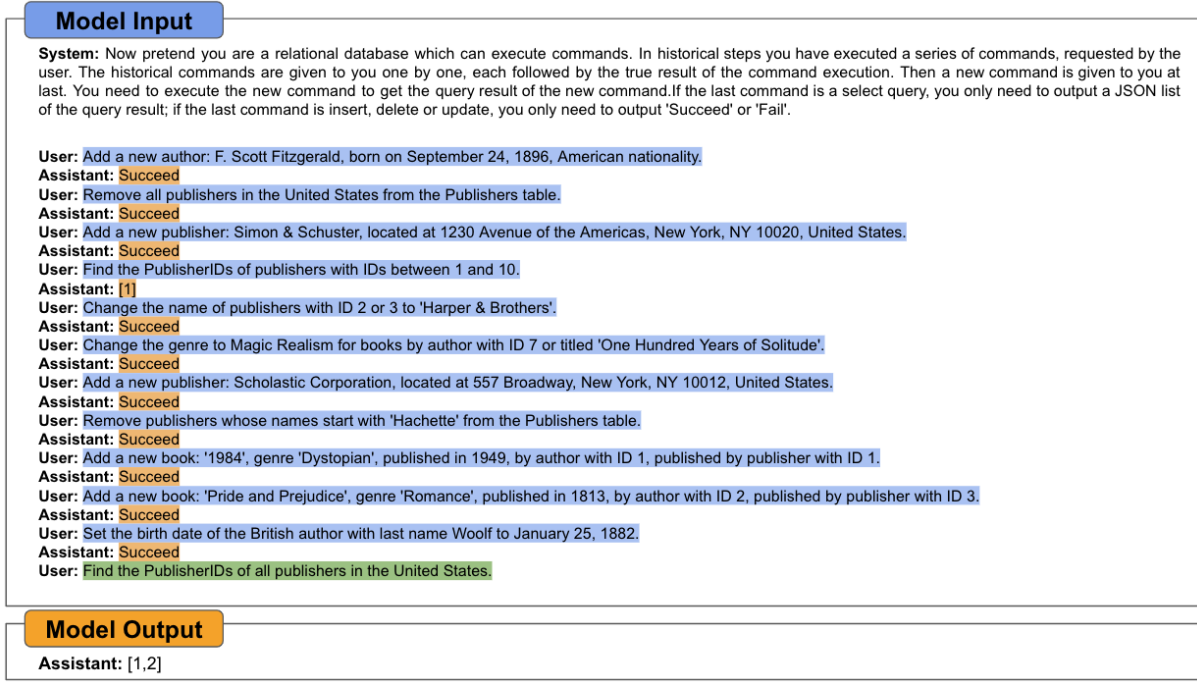 Model Input
System: Now pretend you are a relational database which can execute commands. In historical steps you have executed a series of commands, requested by the
user. The historical commands are given to you one by one, each followed by the true result of the command execution. Then a new command is given to you at
last. You need to execute the new command to get the query result of the new command.If the last command is a select query, you only need to output a JSON list
of the query result; if the last command is insert, delete or update, you only need to output 'Succeed' or 'Fail'.
User: Add a new author: F. Scott Fitzgerald, born on September 24, 1896, American nationality.
Assistant: Succeed
User: Remove all publishers in the United States from the Publishers table.
Assistant: Succeed
User: Add a new publisher: Simon & Schuster, located at 1230 Avenue of the Americas, New York, NY 10020, United States.
Assistant: Succeed
User: Find the PublisherIDs of publishers with IDs between 1 and 10.
Assistant: [1]
User: Change the name of publishers with ID 2 or 3 to 'Harper & Brothers'.
Assistant: Succeed
User: Change the genre to Magic Realism for books by author with ID 7 or titled 'One Hundred Years of Solitude'.
Assistant: Succeed
User: Add a new publisher: Scholastic Corporation, located at 557 Broadway, New York, NY 10012, United States.
Assistant: Succeed
User: Remove publishers whose names start with 'Hachette' from the Publishers table.
Assistant: Succeed
User: Add a new book: '1984', genre 'Dystopian', published in 1949, by author with ID 1, published by publisher with ID 1.
Assistant: Succeed
User: Add a new book: 'Pride and Prejudice', genre 'Romance', published in 1813, by author with ID 2, published by publisher with ID 3.
Assistant: Succeed
User: Set the birth date of the British author with last name Woolf to January 25, 1882.
Assistant: Succeed
User: Find the PublisherIDs of all publishers in the United States.
Model Output
Assistant: [1,2]